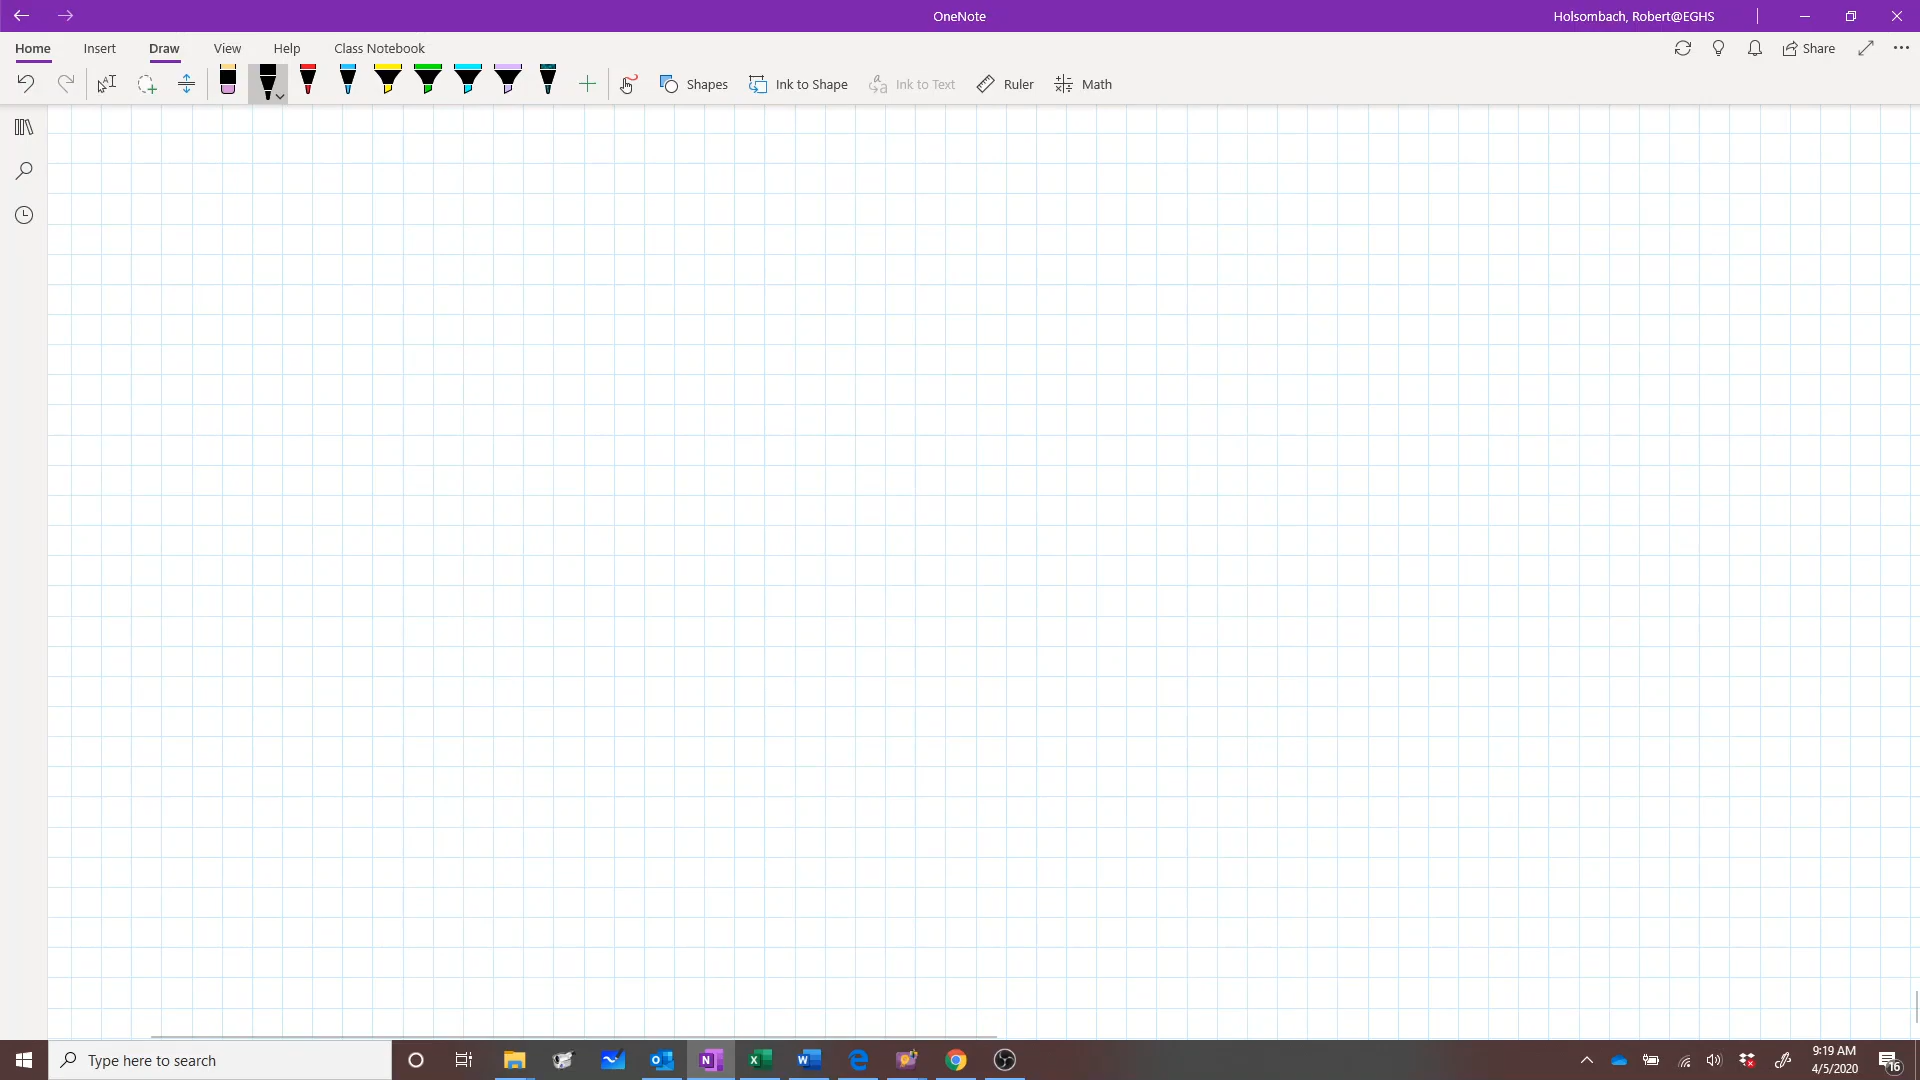 OneNote
Holsombach, Robert@EGHS
Home
Insert
Draw
View
Help
Class Notebook
Share
Shapes
Ink to Shape
Ink to Text
Ruler
Math
Type here to search
9:19 AM
4/5/2020
16